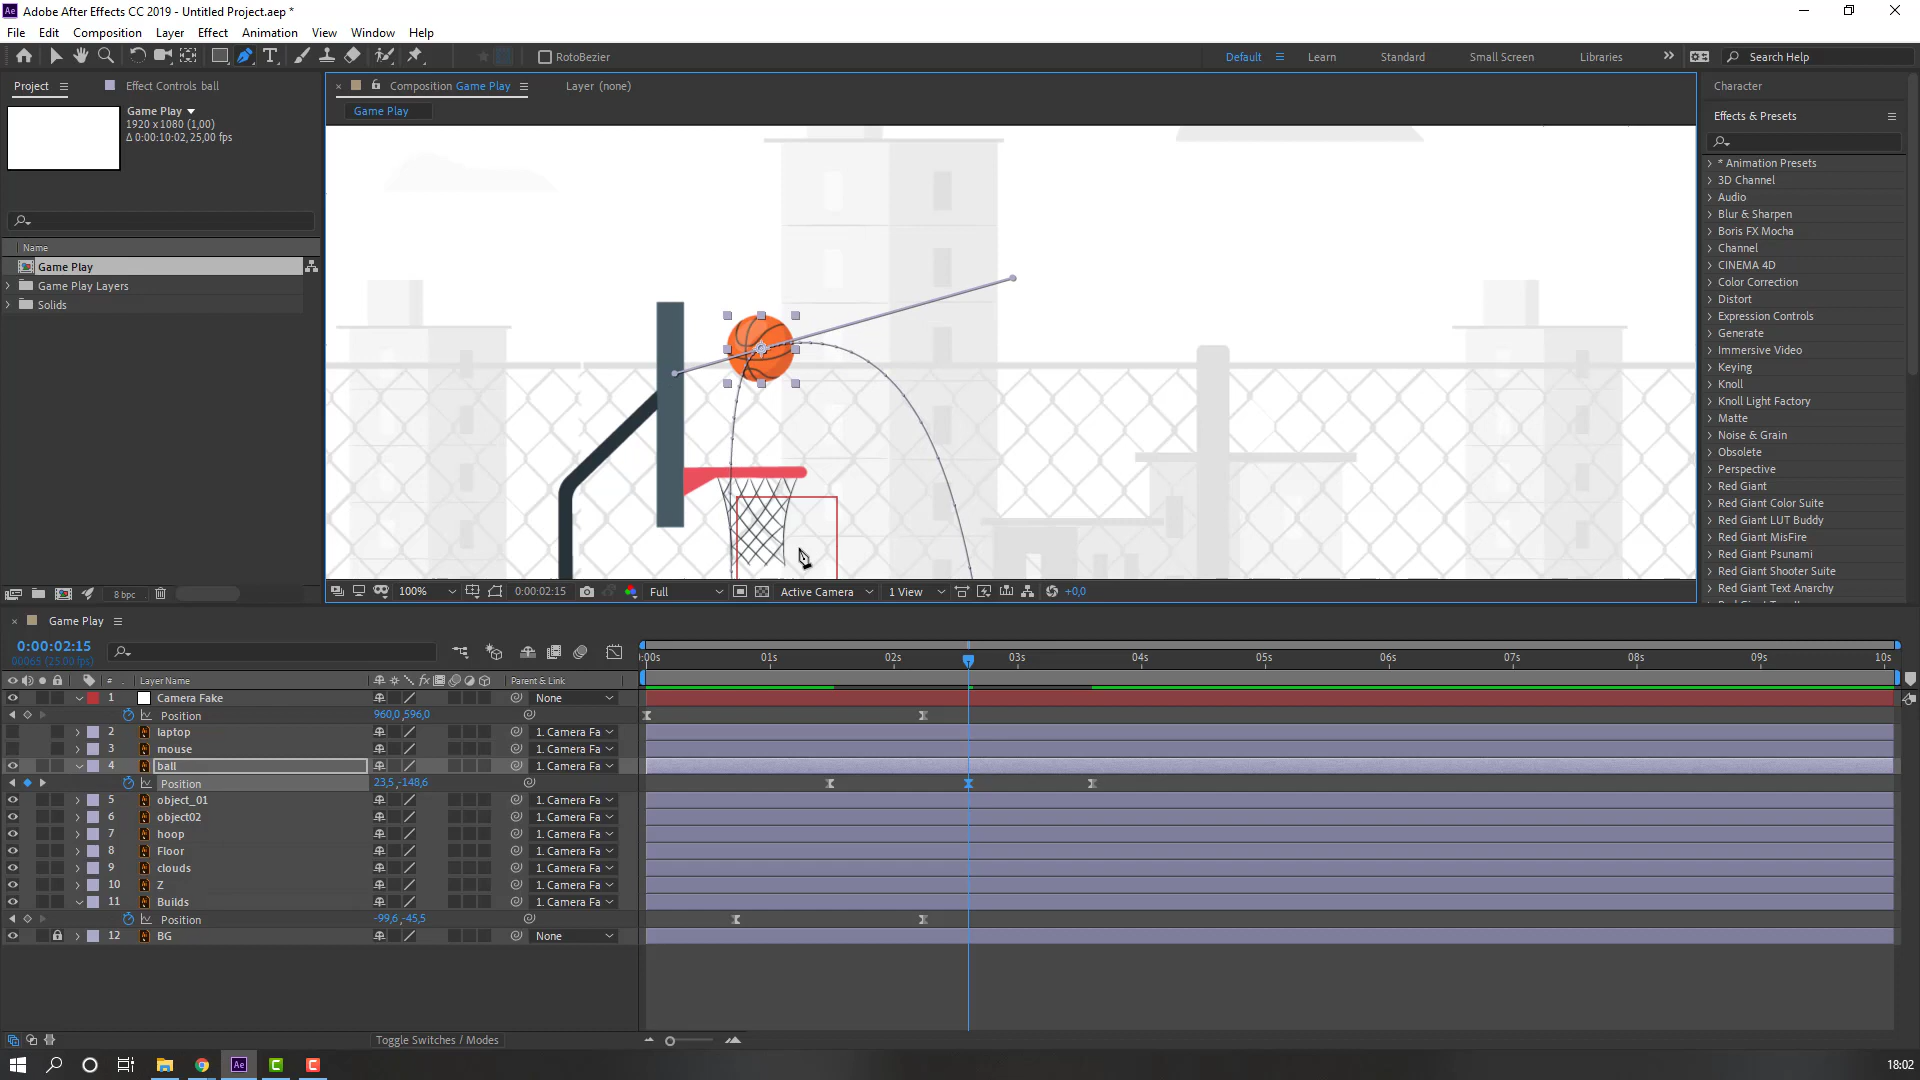 Adobe After Effects CC 2019 - Untitled Project.aep *
File Edit Composition Layer Effect Animation View Window Help
RotoBezier
Default Learn Standard Small Screen Libraries
Search Help
Project
Effect Controls ball
Game Play
1920 x 1080 (1,00)
Δ 0:00:10:02, 25,00 fps
Name
Game Play
Game Play Layers
Solids
8 bpc
Composition Game Play
Layer (none)
Game Play
100%
0:00:02:15
Full
Active Camera
1 View
+0,0
Character
Effects & Presets
* Animation Presets
3D Channel
Audio
Blur & Sharpen
Boris FX Mocha
Channel
CINEMA 4D
Color Correction
Distort
Expression Controls
Generate
Immersive Video
Keying
Knoll
Knoll Light Factory
Matte
Noise & Grain
Obsolete
Perspective
Red Giant
Red Giant Color Suite
Red Giant LUT Buddy
Red Giant MisFire
Red Giant Psunami
Red Giant Shooter Suite
Red Giant Text Anarchy
Game Play
0:00:02:15
00065 (25.00 fps)
:00s 01s 02s 03s 04s 05s 06s 07s 08s 09s 10s
# Layer Name fx Parent & Link
1 Camera Fake None
Position 960,0,596,0
2 laptop 1. Camera Fa
3 mouse 1. Camera Fa
4 ball 1. Camera Fa
Position 23,5,-148,6
5 object_01 1. Camera Fa
6 object02 1. Camera Fa
7 hoop 1. Camera Fa
8 Floor 1. Camera Fa
9 clouds 1. Camera Fa
10 Z 1. Camera Fa
11 Builds 1. Camera Fa
Position -99,6,-45,5
12 BG None
Toggle Switches / Modes
18:02